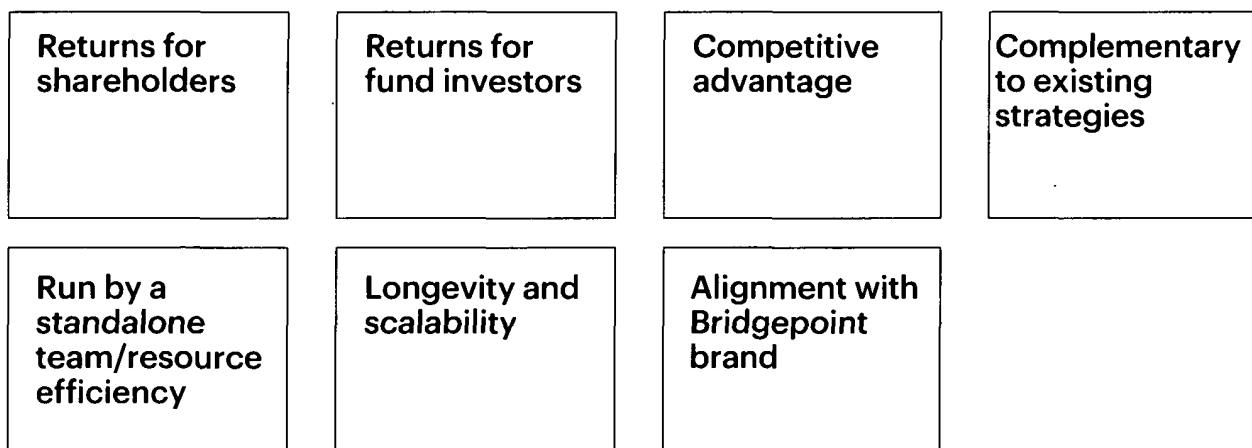 Returns for
shareholders
Returns for
fund investors
Competitive
advantage
Complementary
to existing
strategies
Run by a
standalone
team/resource
efficiency
Longevity and
scalability
Alignment with
Bridgepoint
brand